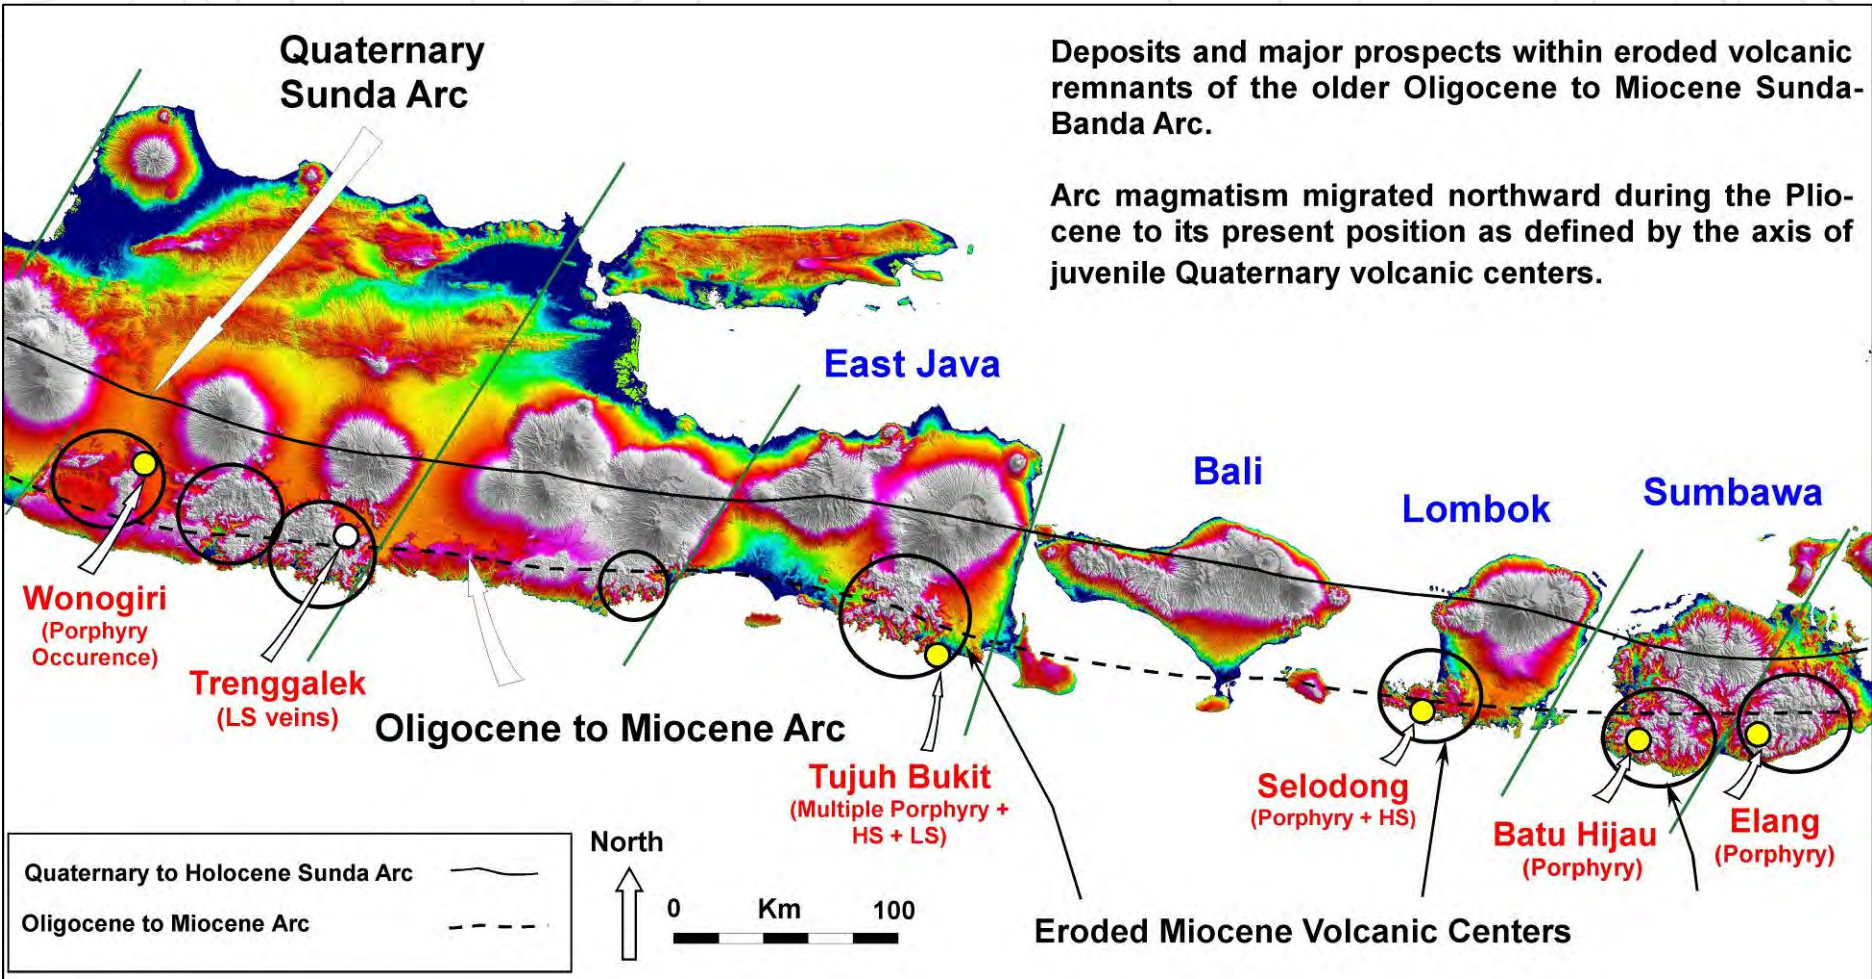 Quaternary
Sunda Arc
Deposits and major prospects within eroded volcanic
remnants of the older Oligocene to Miocene Sunda-
Banda Arc.
Arc magmatism migrated northward during the Plio-
cene to its present position as defined by the axis of
juvenile Quaternary volcanic centers.
East Java
Bali
Lombok
Sumbawa
Wonogiri
(Porphyry
Occurence)
Trenggalek
(LS veins)
Oligocene to Miocene Arc
Tujuh Bukit
(Multiple Porphyry +
HS + LS)
Selodong
(Porphyry + HS)
Batu Hijau
(Porphyry)
Elang
(Porphyry)
Quaternary to Holocene Sunda Arc
Oligocene to Miocene Arc
North
0 Km 100
Eroded Miocene Volcanic Centers